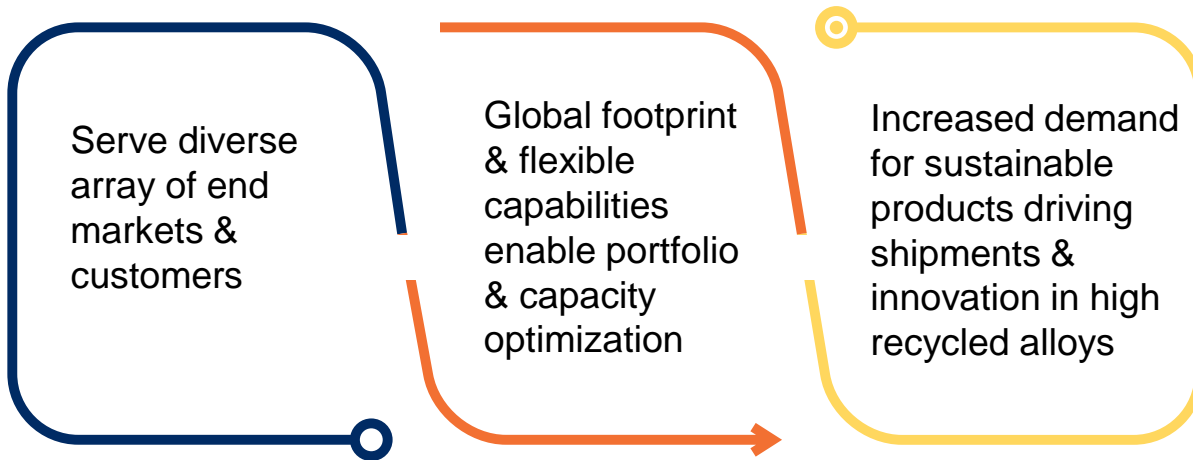 Serve diverse
array of end
markets &
customers
Global footprint
& flexible
capabilities
enable portfolio
& capacity
optimization
Increased demand
for sustainable
products driving
shipments &
innovation in high
recycled alloys